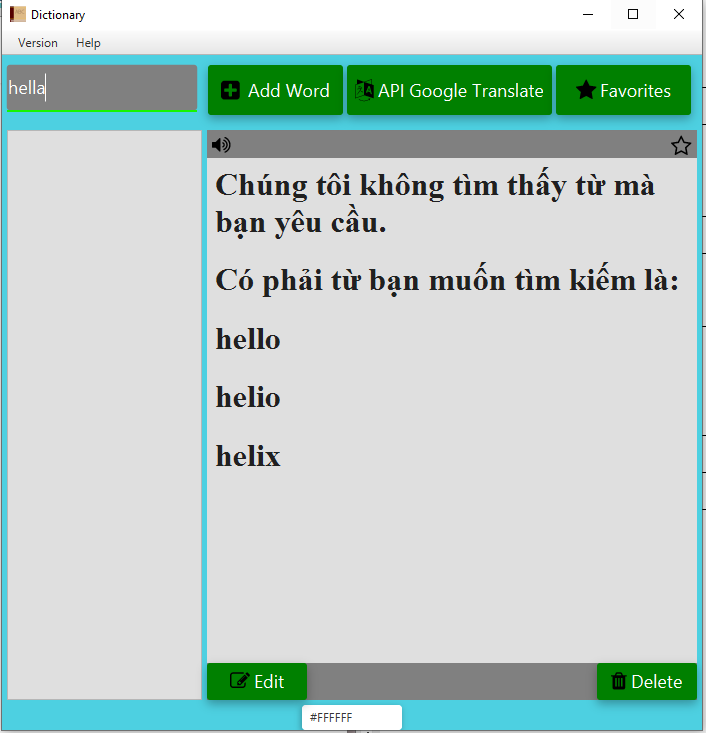 Dictionary
Version Help
hella
Add Word API Google Translate Favorites
Chúng tôi không tìm thấy từ mà
bạn yêu cầu.
Có phải từ bạn muốn tìm kiếm là:
hello
helio
helix
Edit Delete
#FFFFFF